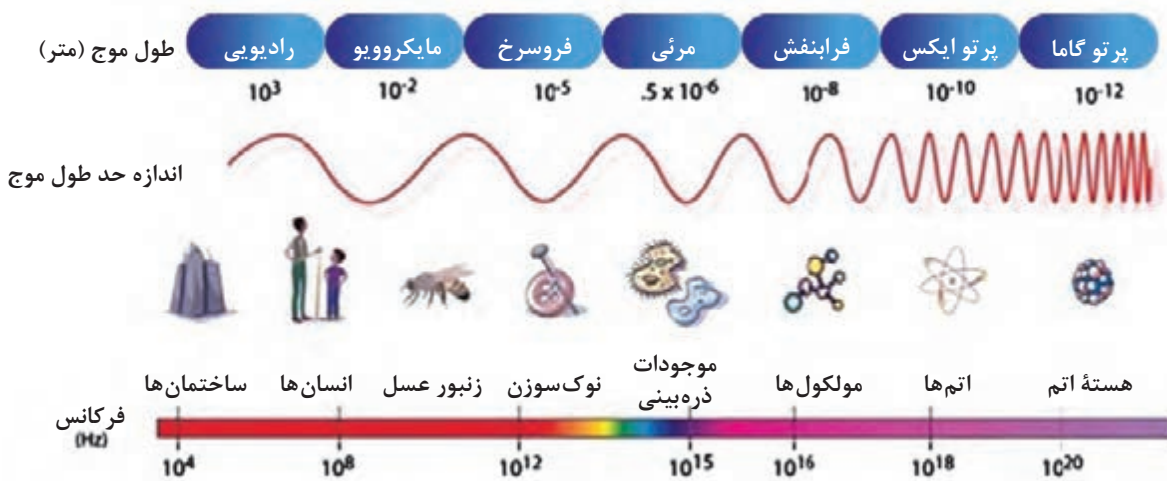 طول موج (متر)
رادیویی مایکروویو فروسرخ مرئی فرابنفش پرتو ایکس پرتو گاما
10³ 10⁻² 10⁻⁵ .5 x 10⁻⁶ 10⁻⁸ 10⁻¹⁰ 10⁻¹²
اندازه حد طول موج
ساختمان‌ها انسان‌ها زنبور عسل نوک‌سوزن موجودات ذره‌بینی مولکول‌ها اتم‌ها هستهٔ اتم
فرکانس
(Hz)
10⁴ 10⁸ 10¹² 10¹⁵ 10¹⁶ 10¹⁸ 10²⁰